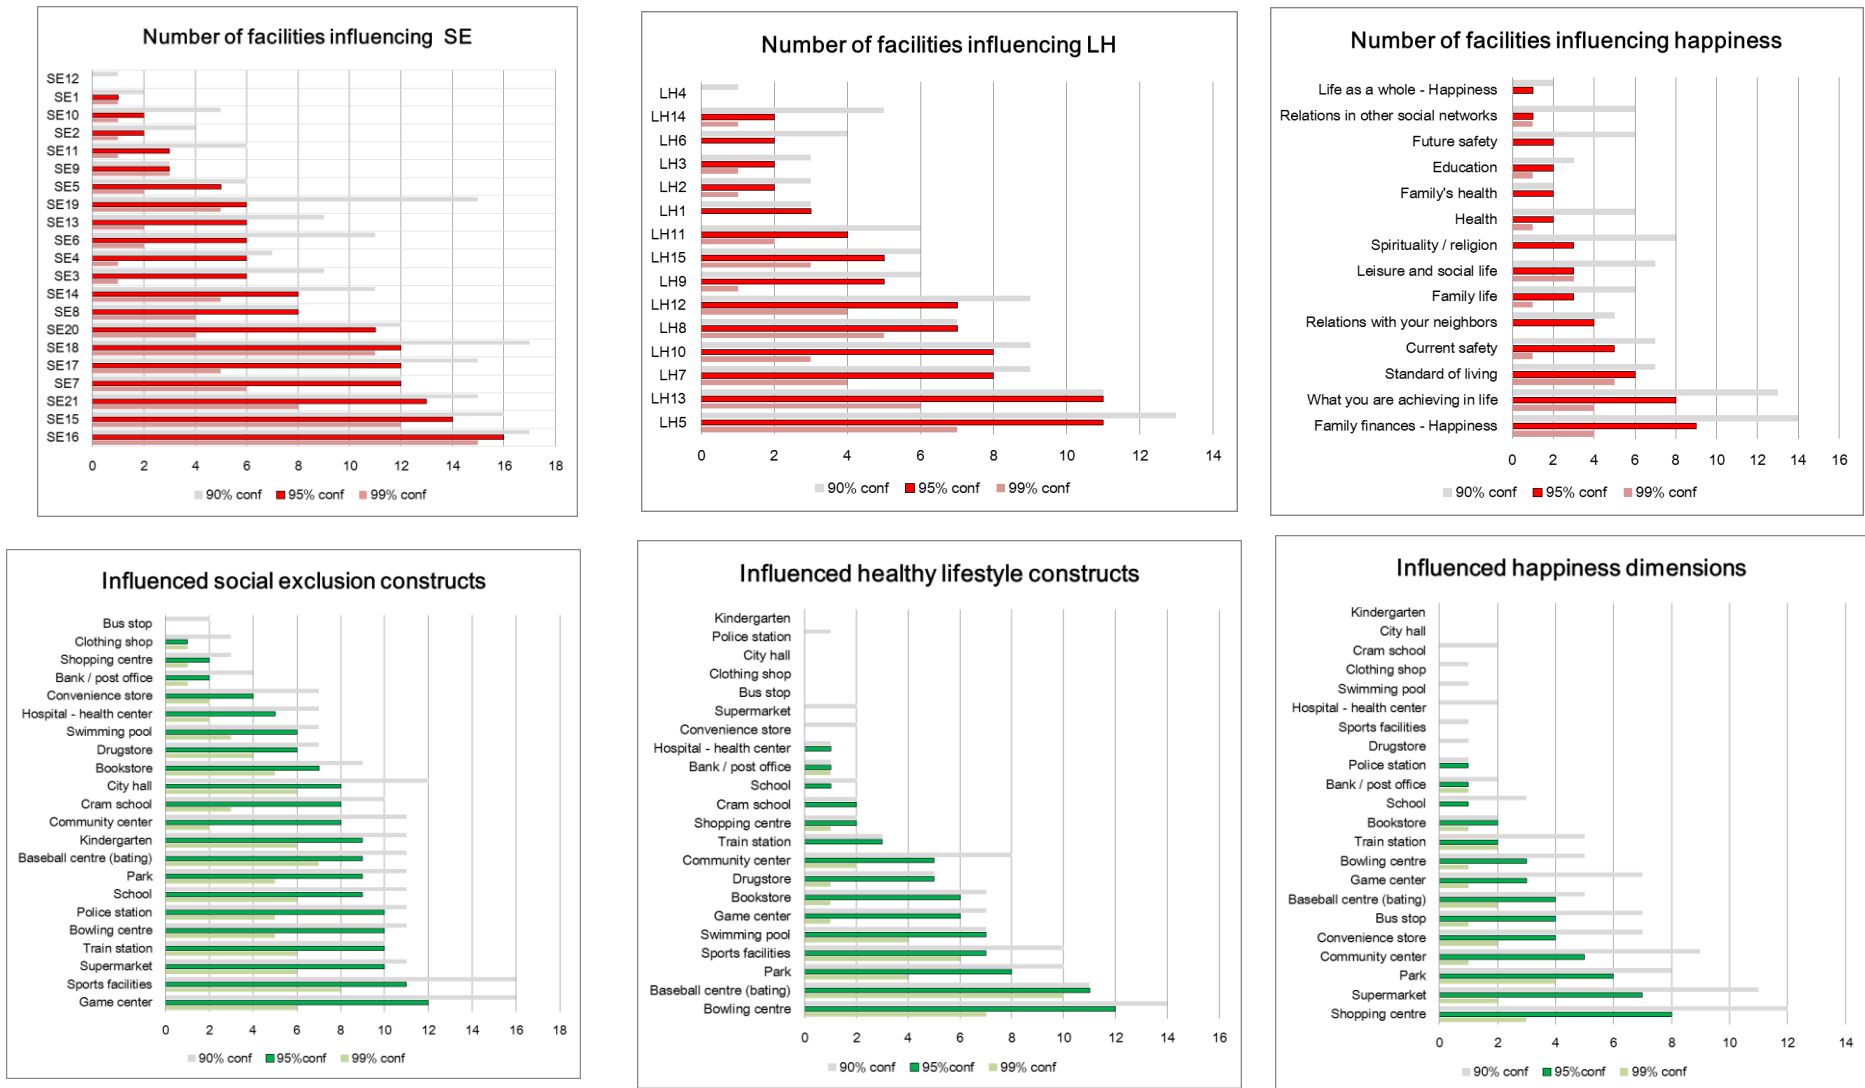 Number of facilities influencing SE
SE12
SE1
SE10
SE2
SE11
SE9
SE5
SE19
SE13
SE6
SE4
SE3
SE14
SE8
SE20
SE18
SE17
SE7
SE21
SE15
SE16
0 2 4 6 8 10 12 14 16 18
90% conf 95% conf 99% conf
Number of facilities influencing LH
LH4
LH14
LH6
LH3
LH2
LH1
LH11
LH15
LH9
LH12
LH8
LH10
LH7
LH13
LH5
0 2 4 6 8 10 12 14
90% conf 95% conf 99% conf
Number of facilities influencing happiness
Life as a whole - Happiness
Relations in other social networks
Future safety
Education
Family's health
Health
Spirituality / religion
Leisure and social life
Family life
Relations with your neighbors
Current safety
Standard of living
What you are achieving in life
Family finances - Happiness
0 2 4 6 8 10 12 14 16
90% conf 95% conf 99% conf
Influenced social exclusion constructs
Bus stop
Clothing shop
Shopping centre
Bank / post office
Convenience store
Hospital - health center
Swimming pool
Drugstore
Bookstore
City hall
Cram school
Community center
Kindergarten
Baseball centre (bating)
Park
School
Police station
Bowling centre
Train station
Supermarket
Sports facilities
Game center
0 2 4 6 8 10 12 14 16 18
90% conf 95%conf 99% conf
Influenced healthy lifestyle constructs
Kindergarten
Police station
City hall
Clothing shop
Bus stop
Supermarket
Convenience store
Hospital - health center
Bank / post office
School
Cram school
Shopping centre
Train station
Community center
Drugstore
Bookstore
Game center
Swimming pool
Sports facilities
Park
Baseball centre (bating)
Bowling centre
0 2 4 6 8 10 12 14 16
90% conf 95%conf 99% conf
Influenced happiness dimensions
Kindergarten
City hall
Cram school
Clothing shop
Swimming pool
Hospital - health center
Sports facilities
Drugstore
Police station
Bank / post office
School
Bookstore
Train station
Bowling centre
Game center
Baseball centre (bating)
Bus stop
Convenience store
Community center
Park
Supermarket
Shopping centre
0 2 4 6 8 10 12 14
90% conf 95%conf 99% conf